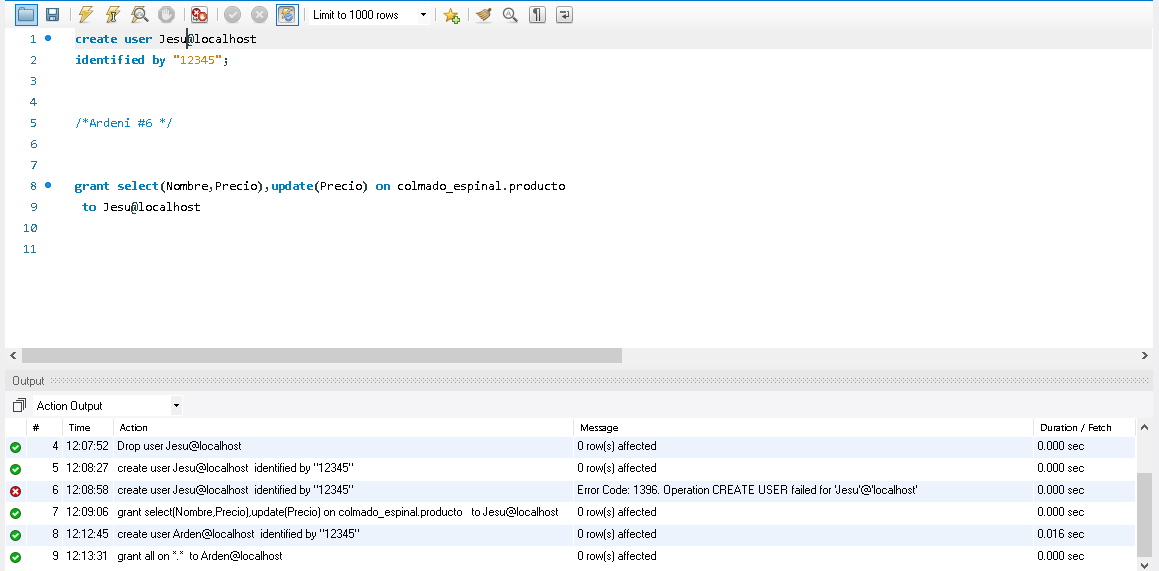 Limit to 1000 rows
1 create user Jesu@localhost
2 identified by "12345";
3
4
5 /*Ardeni #6 */
6
7
8 grant select(Nombre,Precio),update(Precio) on colmado_espinal.producto
9 to Jesu@localhost
10
11
Output
Action Output
# Time Action Message Duration / Fetch
4 12:07:52 Drop user Jesu@localhost 0 row(s) affected 0.000 sec
5 12:08:27 create user Jesu@localhost identified by "12345" 0 row(s) affected 0.000 sec
6 12:08:58 create user Jesu@localhost identified by "12345" Error Code: 1396. Operation CREATE USER failed for 'Jesu'@'localhost' 0.000 sec
7 12:09:06 grant select(Nombre,Precio),update(Precio) on colmado_espinal.producto to Jesu@localhost 0 row(s) affected 0.000 sec
8 12:12:45 create user Arden@localhost identified by "12345" 0 row(s) affected 0.016 sec
9 12:13:31 grant all on *.* to Arden@localhost 0 row(s) affected 0.000 sec